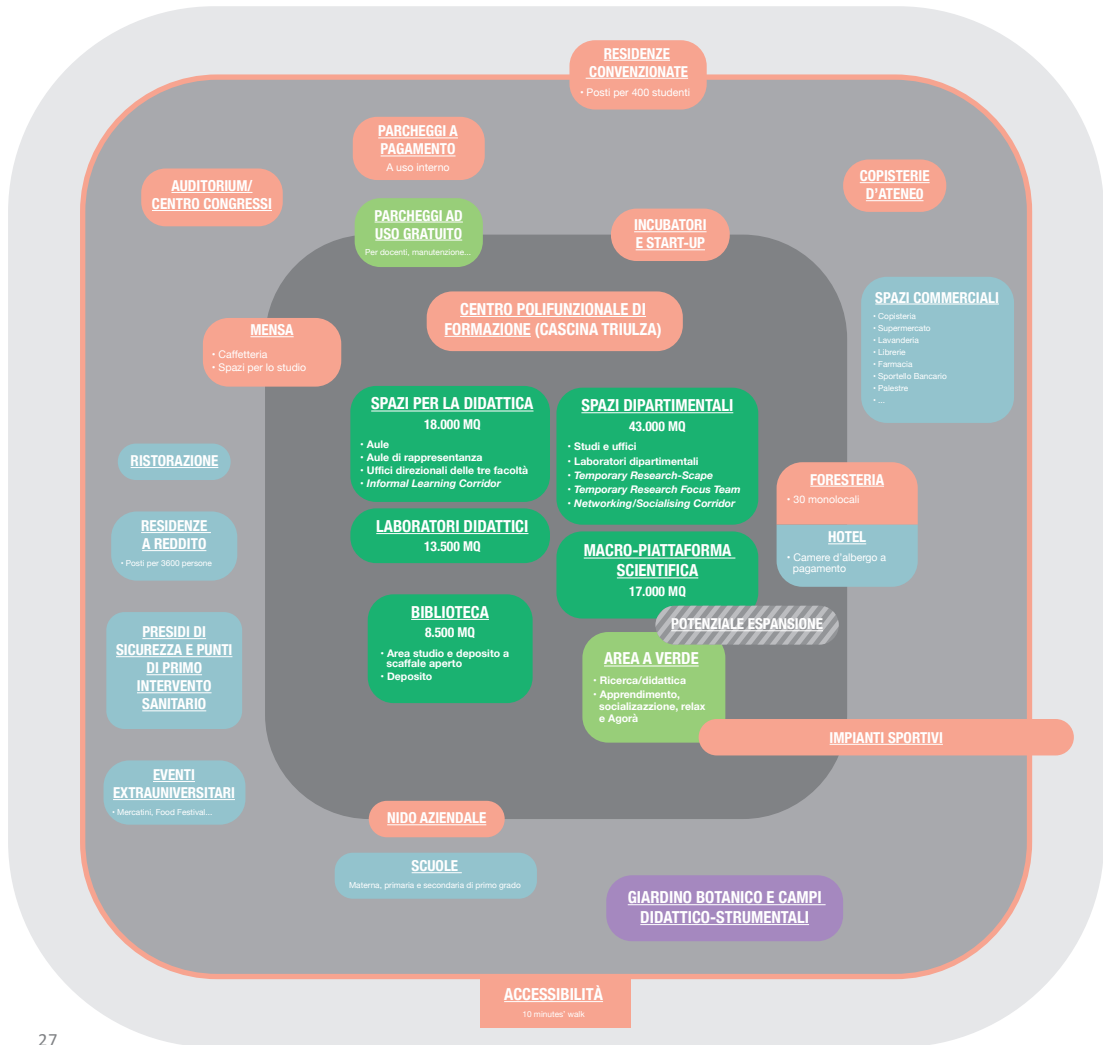 RESIDENZE
CONVENZIONATE
• Posti per 400 studenti
PARCHEGGI A
PAGAMENTO
A uso interno
AUDITORIUM/
CENTRO CONGRESSI
COPISTERIE
D'ATENEO
PARCHEGGI AD
USO GRATUITO
Per docenti, manutenzione...
INCUBATORI
E START-UP
SPAZI COMMERCIALI
• Copisteria
• Supermercato
• Lavanderia
• Librerie
• Farmacia
• Sportello Bancario
• Palestre
• ...
CENTRO POLIFUNZIONALE DI
FORMAZIONE (CASCINA TRIULZA)
MENSA
• Caffetteria
• Spazi per lo studio
SPAZI PER LA DIDATTICA
18.000 MQ
• Aule
• Aule di rappresentanza
• Uffici direzionali delle tre facoltà
• Informal Learning Corridor
SPAZI DIPARTIMENTALI
43.000 MQ
• Studi e uffici
• Laboratori dipartimentali
• Temporary Research-Scape
• Temporary Research Focus Team
• Networking/Socialising Corridor
RISTORAZIONE
FORESTERIA
• 30 monolocali
HOTEL
• Camere d'albergo a
pagamento
RESIDENZE
A REDDITO
• Posti per 3600 persone
LABORATORI DIDATTICI
13.500 MQ
MACRO-PIATTAFORMA
SCIENTIFICA
17.000 MQ
POTENZIALE ESPANSIONE
BIBLIOTECA
8.500 MQ
• Area studio e deposito a
scaffale aperto
• Deposito
PRESIDI DI
SICUREZZA E PUNTI
DI PRIMO
INTERVENTO
SANITARIO
AREA A VERDE
• Ricerca/didattica
• Apprendimento,
socializazzione, relax
e Agorà
IMPIANTI SPORTIVI
EVENTI
EXTRAUNIVERSITARI
• Mercatini, Food Festival...
NIDO AZIENDALE
SCUOLE
Materna, primaria e secondaria di primo grado
GIARDINO BOTANICO E CAMPI
DIDATTICO-STRUMENTALI
ACCESSIBILITÀ
10 minutes' walk
27